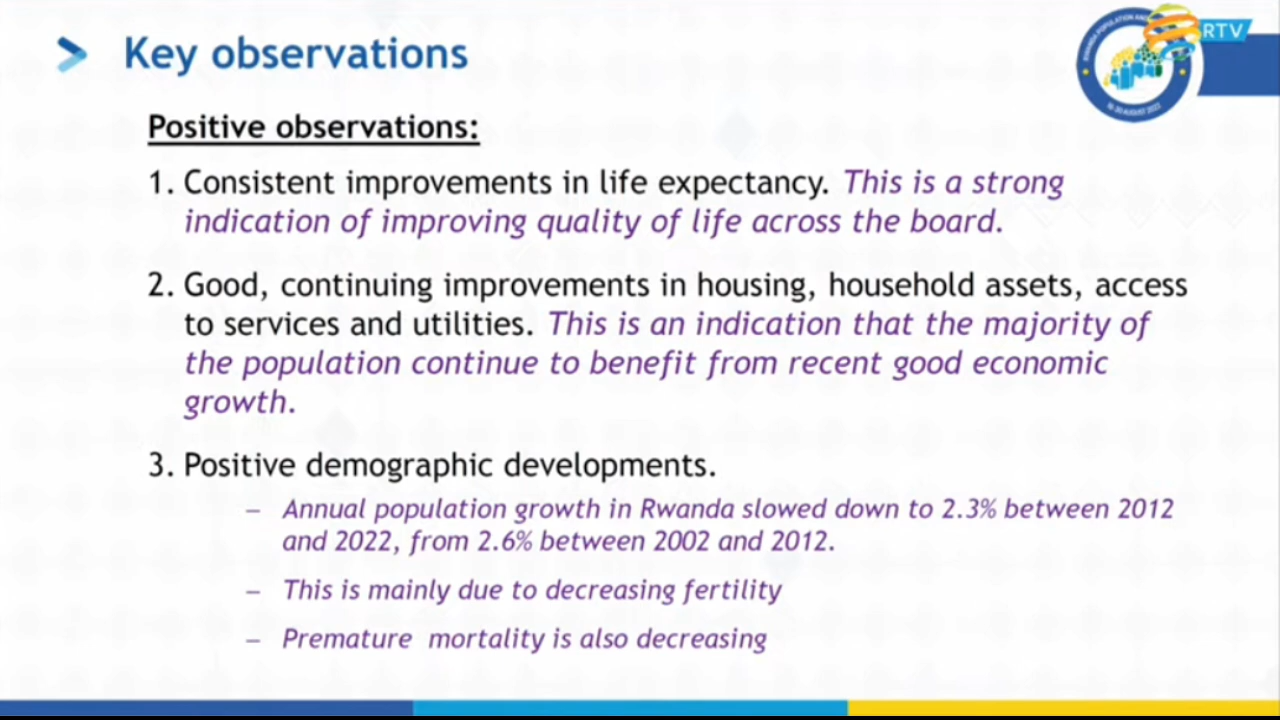 Key observations
RTV
Positive observations:
1. Consistent improvements in life expectancy. This is a strong
indication of improving quality of life across the board.
2. Good, continuing improvements in housing, household assets, access
to services and utilities. This is an indication that the majority of
the population continue to benefit from recent good economic
growth.
3. Positive demographic developments.
– Annual population growth in Rwanda slowed down to 2.3% between 2012
and 2022, from 2.6% between 2002 and 2012.
– This is mainly due to decreasing fertility
– Premature mortality is also decreasing